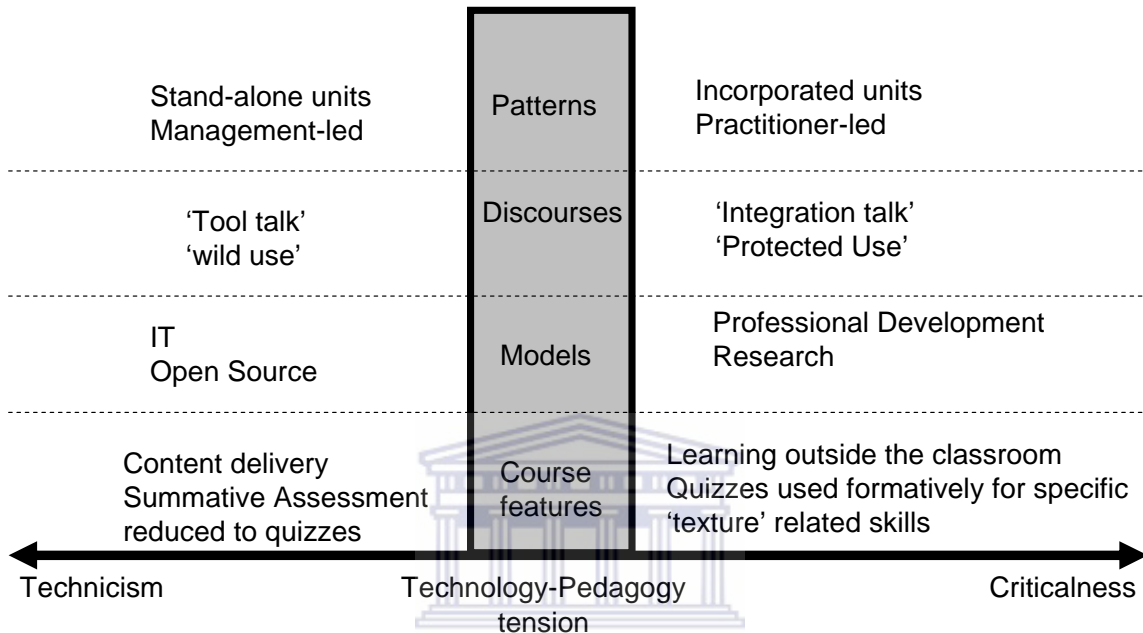 Stand-alone units
Management-led
Patterns
Incorporated units
Practitioner-led
‘Tool talk’
‘wild use’
Discourses
‘Integration talk’
‘Protected Use’
IT
Open Source
Models
Professional Development
Research
Content delivery
Summative Assessment
reduced to quizzes
Course
features
Learning outside the classroom
Quizzes used formatively for specific
‘texture’ related skills
Technicism
Technology-Pedagogy
tension
Criticalness